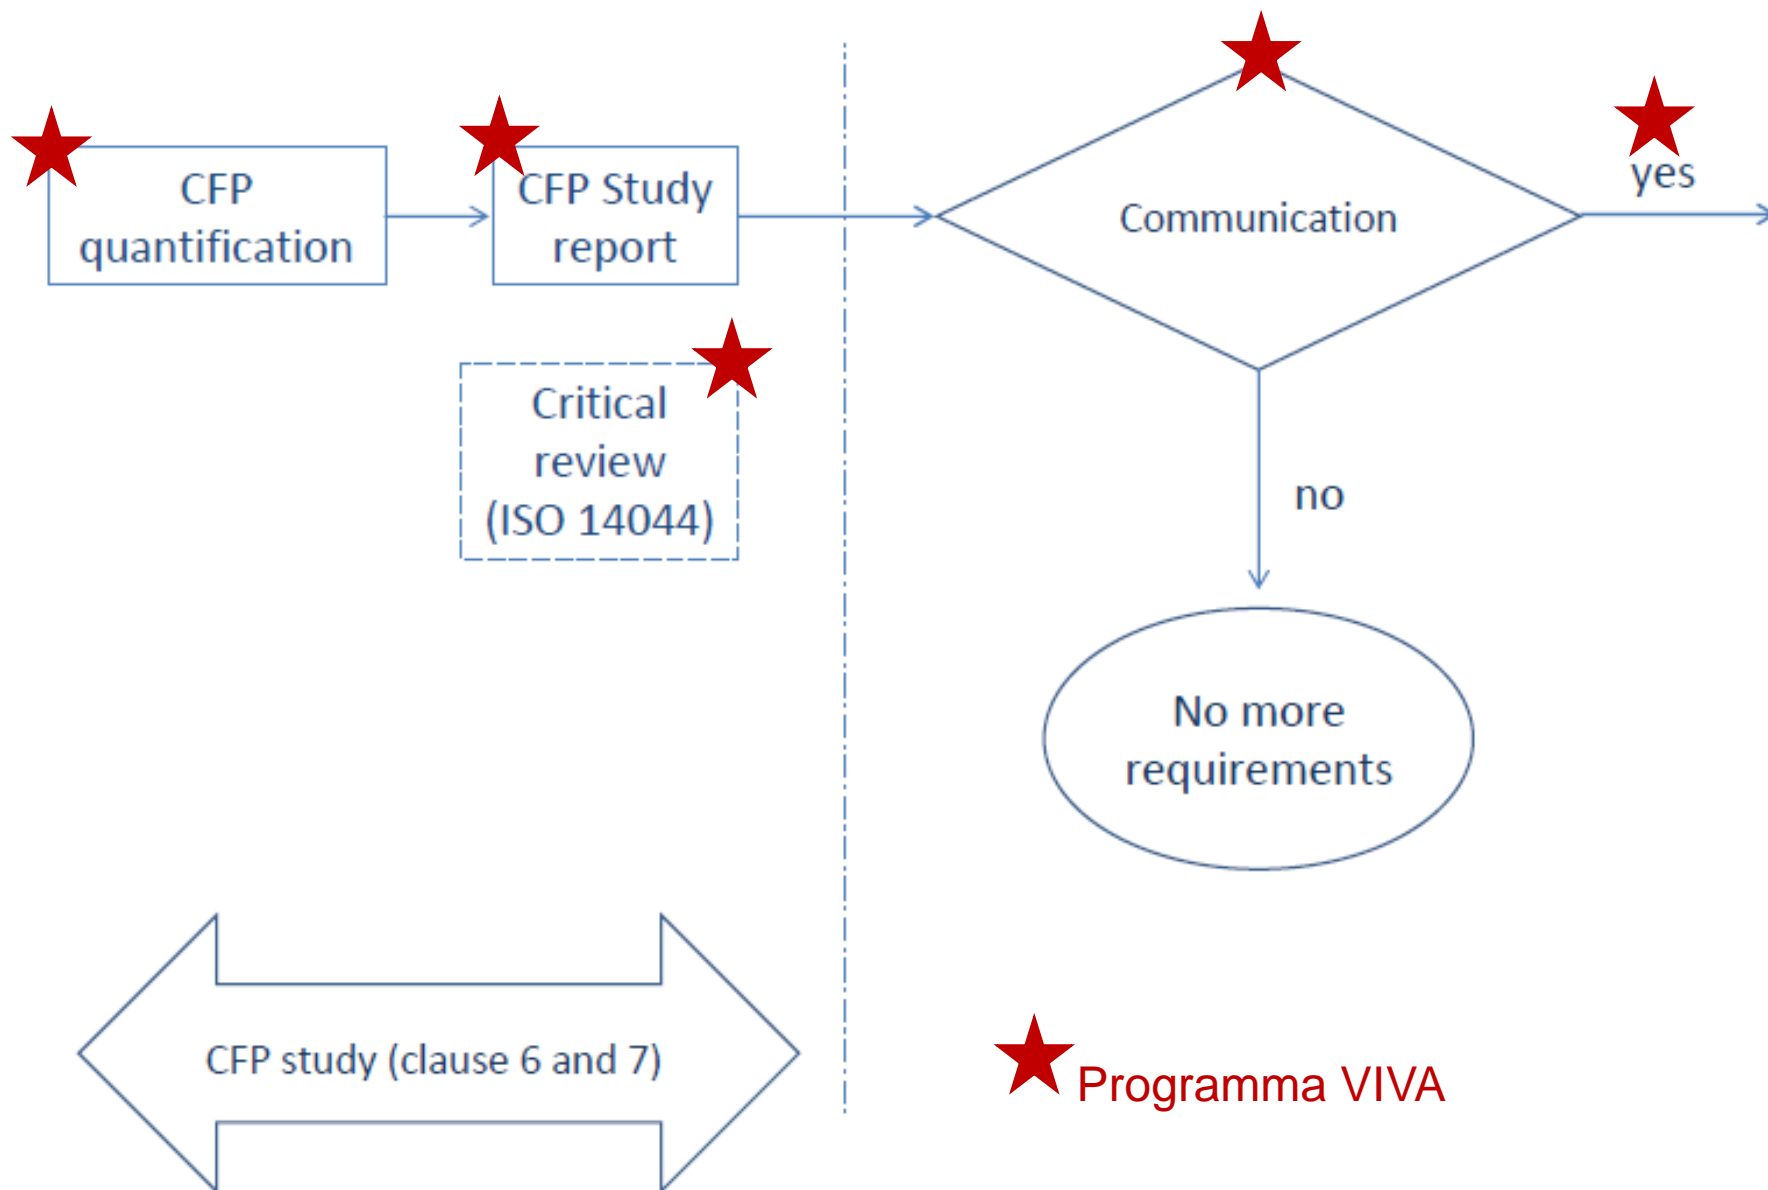 CFP
quantification
CFP Study
report
Critical
review
(ISO 14044)
Communication
yes
no
No more
requirements
CFP study (clause 6 and 7)
Programma VIVA